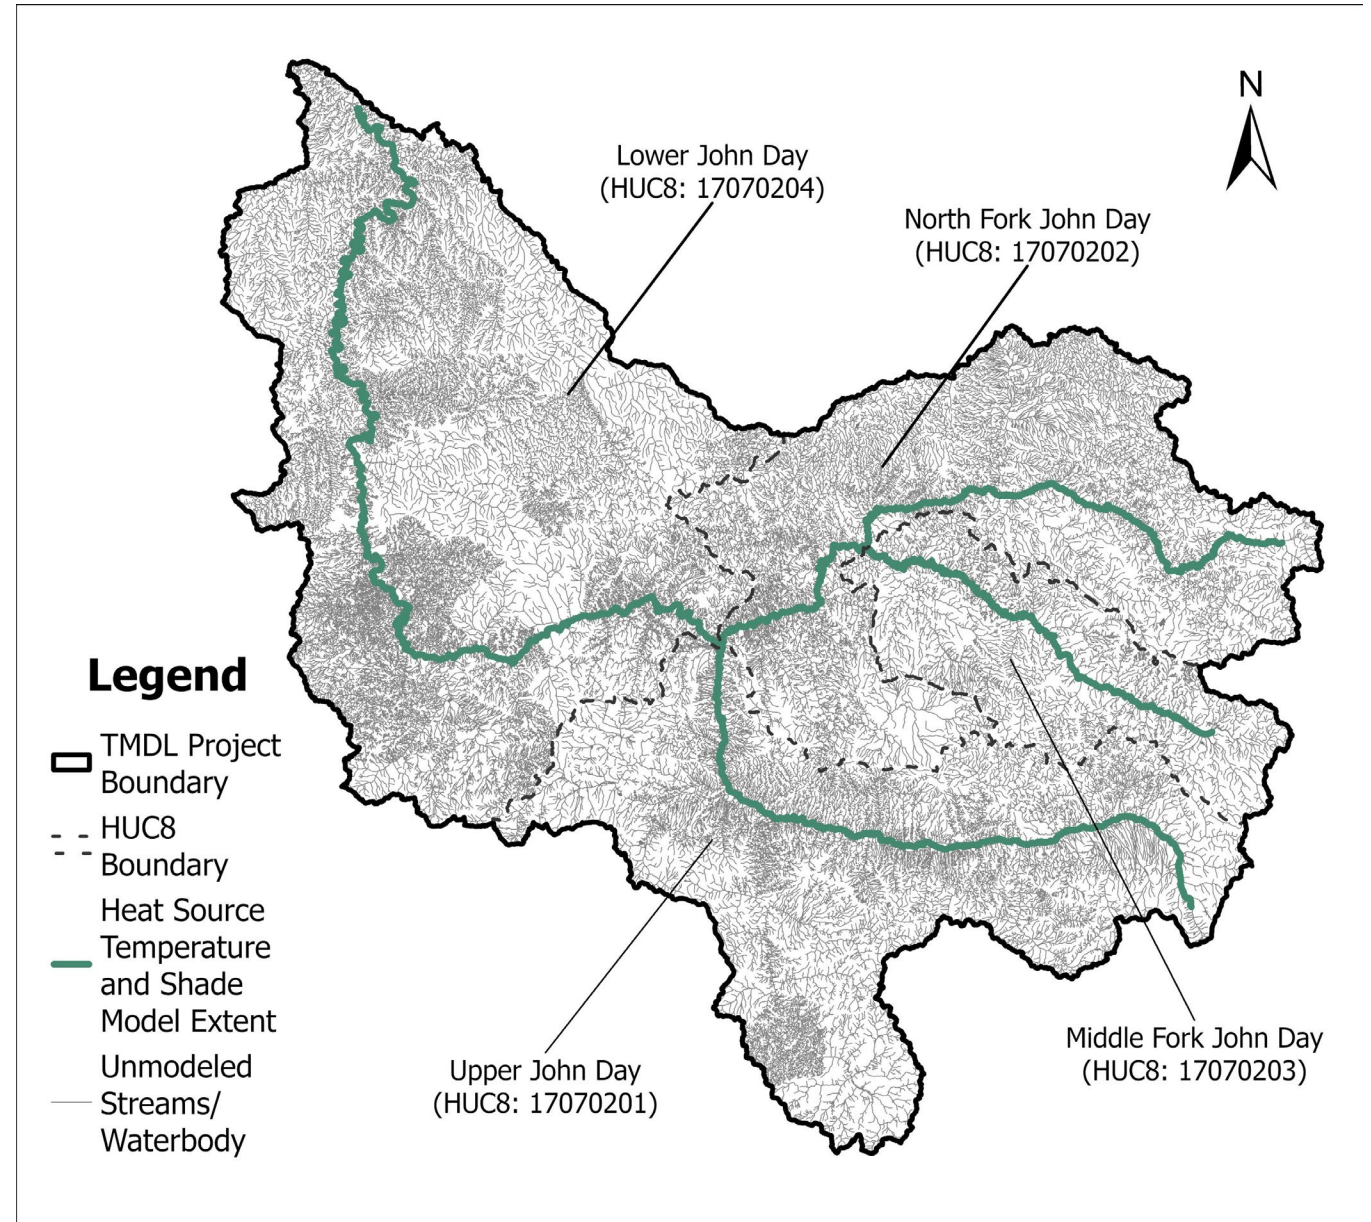 N
Lower John Day
(HUC8: 17070204)
North Fork John Day
(HUC8: 17070202)
Legend
TMDL Project
Boundary
HUC8
Boundary
Heat Source
Temperature
and Shade
Model Extent
Unmodeled
Streams/
Waterbody
Upper John Day
(HUC8: 17070201)
Middle Fork John Day
(HUC8: 17070203)